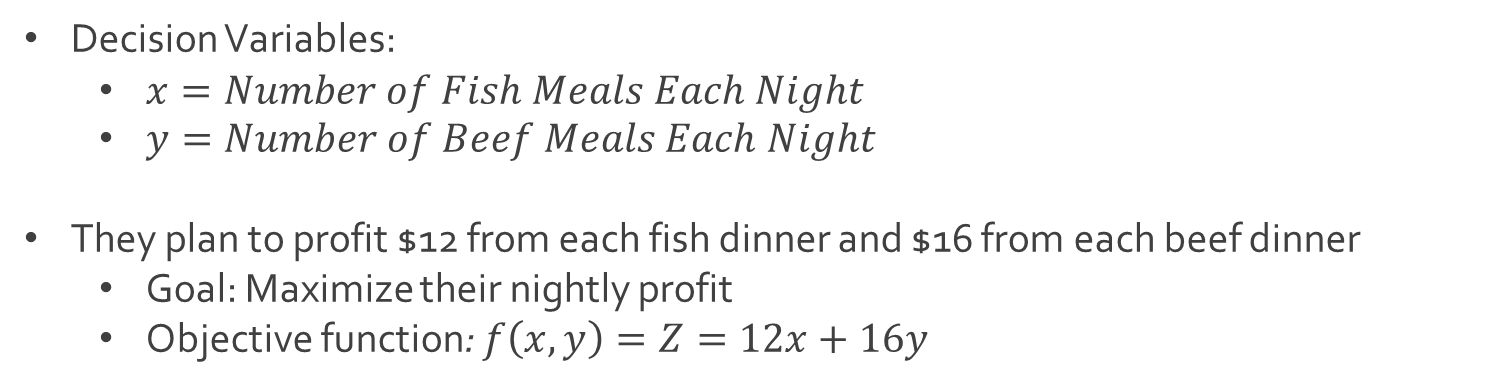 • Decision Variables:
• x = Number of Fish Meals Each Night
• y = Number of Beef Meals Each Night
• They plan to profit $12 from each fish dinner and $16 from each beef dinner
• Goal: Maximize their nightly profit
• Objective function: f(x, y) = Z = 12x + 16y